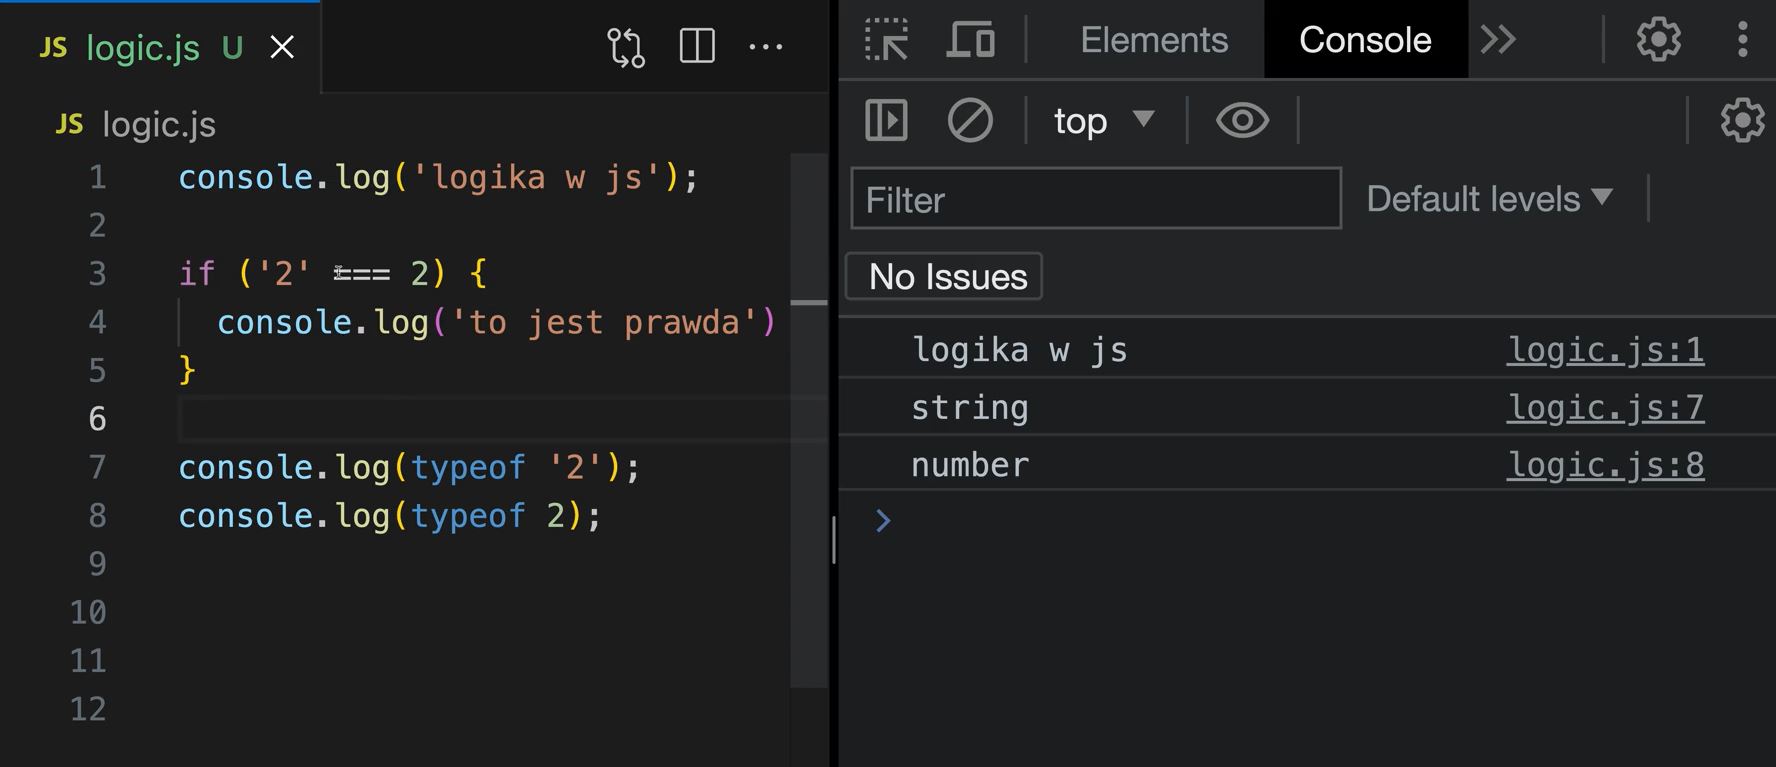 JS logic.js U
JS logic.js
1 console.log('logika w js');
2
3 if ('2' === 2) {
4 console.log('to jest prawda')
5 }
6
7 console.log(typeof '2');
8 console.log(typeof 2);
9
10
11
12
Elements Console
top
Filter Default levels
No Issues
logika w js logic.js:1
string logic.js:7
number logic.js:8